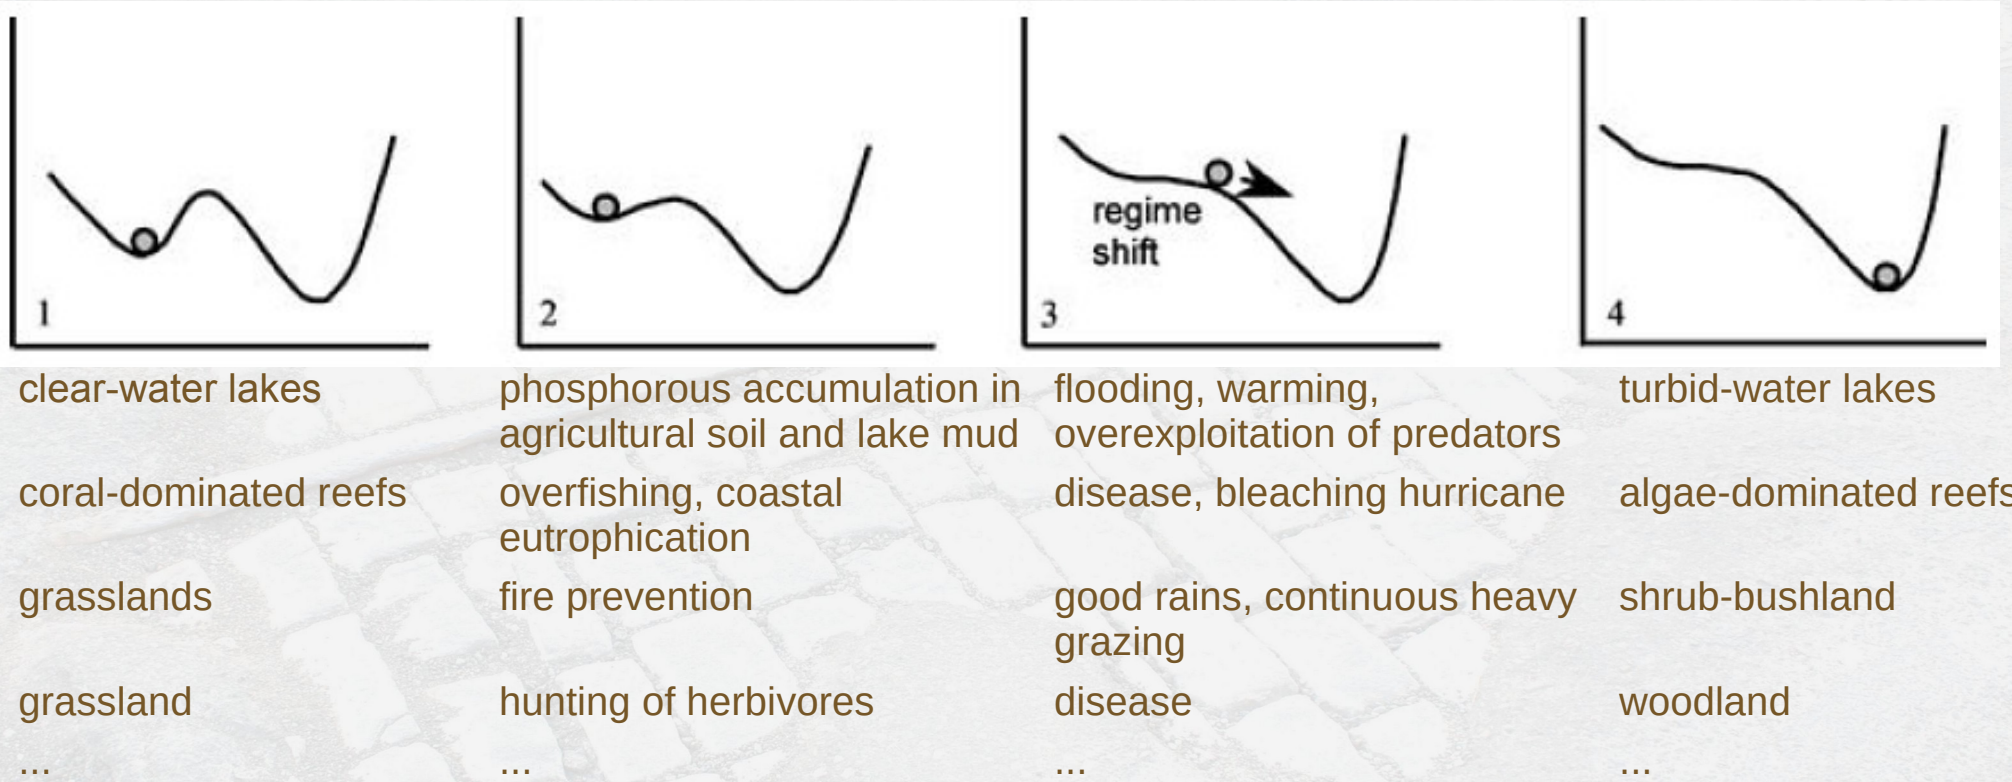 regime
shift
1
2
3
4
clear-water lakes
phosphorous accumulation in
agricultural soil and lake mud
flooding, warming,
overexploitation of predators
turbid-water lakes
coral-dominated reefs
overfishing, coastal
eutrophication
disease, bleaching hurricane
algae-dominated reefs
grasslands
fire prevention
good rains, continuous heavy
grazing
shrub-bushland
grassland
hunting of herbivores
disease
woodland
...
...
...
...